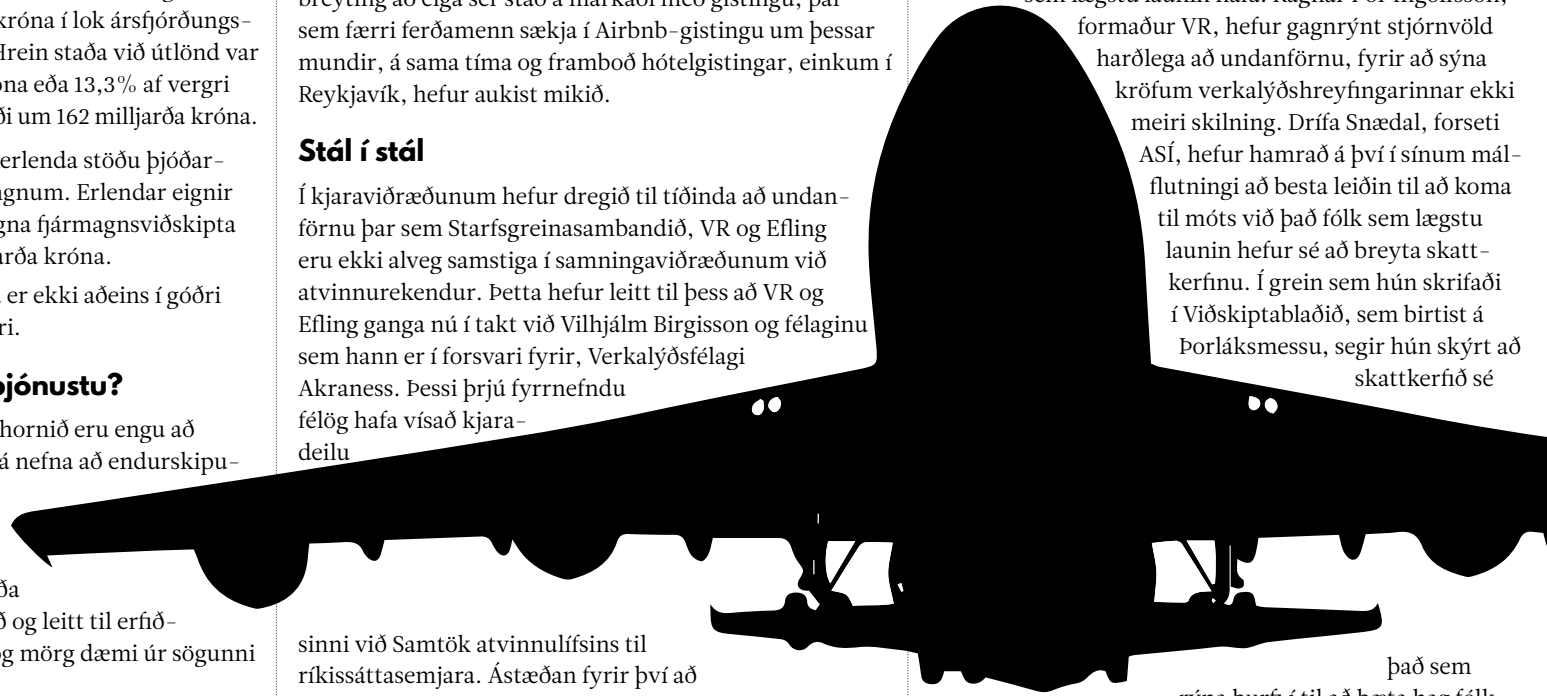 króna í lok ársfjórðungs-
Hrein staða við útlönd var
eða 13,3% af vergri
um 162 milljarða króna.
erlenda stöðu þjóðar-
Erlendar eignir
fjármagnsviðskipta
króna.
er ekki aðeins í góðri
hornið eru engu að
á nefna að endurskipu-
og leitt til erfið-
mörg dæmi úr sögunni
breyting að eiga sér stað á markaði með gistingu, þar
sem færri ferðamenn sækja í Airbnb-gistingu um þessar
mundir, á sama tíma og framboð hótelgistingar, einkum í
Reykjavík, hefur aukist mikið.
Stál í stál
Í kjaraviðræðunum hefur dregið til tíðinda að undan-
förnu þar sem Starfsgreinasambandið, VR og Efling
eru ekki alveg samstiga í samningaviðræðunum við
atvinnurekendur. Þetta hefur leitt til þess að VR og
Efling ganga nú í takt við Vilhjálm Birgisson og félaginu
sem hann er í forsvari fyrir, Verkalýðsfélagi
Akraness. Þessi þrjú fyrrnefndu
félög hafa vísað kjara-
deilu
sinni við Samtök atvinnulífsins til
ríkissáttasemjara. Ástæðan fyrir því að
formaður VR, hefur gagnrýnt stjórnvöld
harðlega að undanförnu, fyrir að sýna
kröfum verkalýðshreyfingarinnar ekki
meiri skilning. Drífa Snædal, forseti
ASÍ, hefur hamrað á því í sínum mál-
flutningi að besta leiðin til að koma
til móts við það fólk sem lægstu
launin hefur sé að breyta skatt-
kerfinu. Í grein sem hún skrifaði
í Viðskiptablaðið, sem birtist á
Þorláksmessu, segir hún skýrt að
skattkerfið sé
það sem